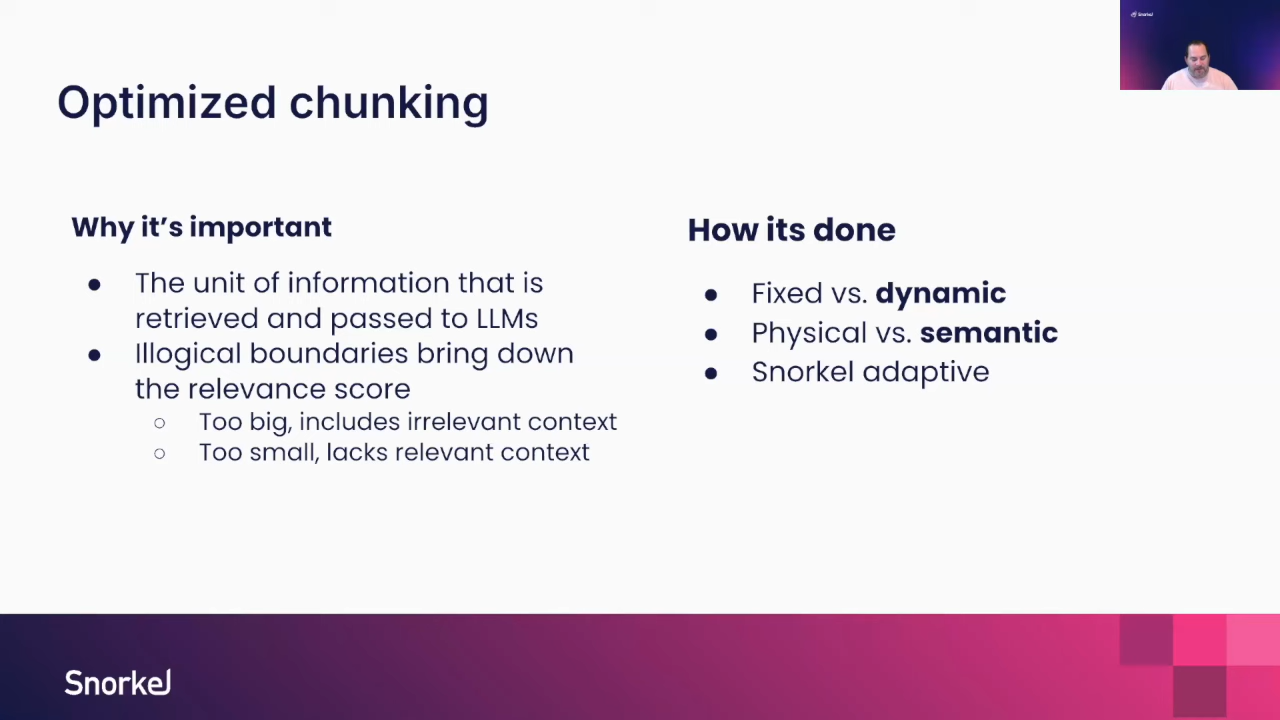 Snorkel
Optimized chunking
Why it's important
● The unit of information that is
retrieved and passed to LLMs
● Illogical boundaries bring down
the relevance score
○ Too big, includes irrelevant context
○ Too small, lacks relevant context
How its done
● Fixed vs. dynamic
● Physical vs. semantic
● Snorkel adaptive
Snorkel